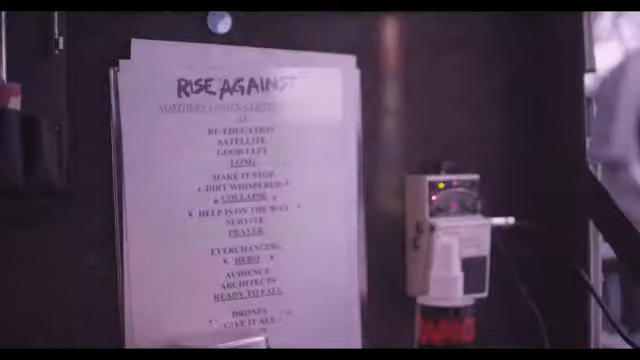 RISE AGAINST
RE-EDUCATION
SATELLITE
GOOD LEFT
LONG
MAKE IT STOP
DIRT WHISPERED
COLLAPSE
HELP IS ON THE WAY
SURVIVE
PRAYER
EVERCHANGING
HERO
AUDIENCE
ARCHITECTS
READY TO FALL
DRONES
GIVE IT ALL